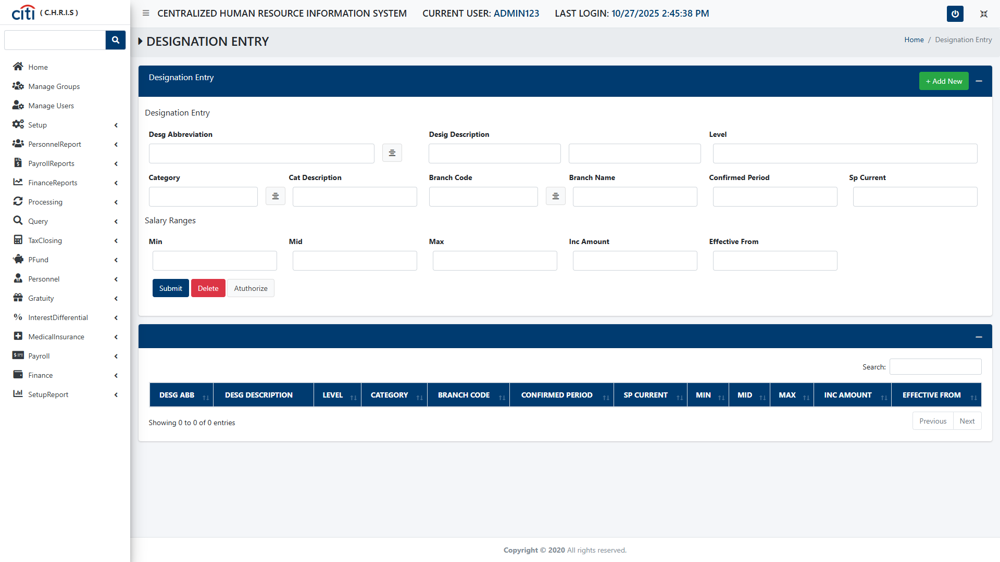 citi ( C.H.R.I.S )
CENTRALIZED HUMAN RESOURCE INFORMATION SYSTEM CURRENT USER: ADMIN123 LAST LOGIN: 10/27/2025 2:45:38 PM
DESIGNATION ENTRY
Home / Designation Entry
Home
Manage Groups
Manage Users
Setup
PersonnelReport
PayrollReports
FinanceReports
Processing
Query
TaxClosing
PFund
Personnel
Gratuity
InterestDifferential
MedicalInsurance
Payroll
Finance
SetupReport
Designation Entry
+ Add New
Designation Entry
Desg Abbreviation Desig Description Level
Category Cat Description Branch Code Branch Name Confirmed Period Sp Current
Salary Ranges
Min Mid Max Inc Amount Effective From
Submit Delete Atuthorize
Search:
DESG ABB DESG DESCRIPTION LEVEL CATEGORY BRANCH CODE CONFIRMED PERIOD SP CURRENT MIN MID MAX INC AMOUNT EFFECTIVE FROM
Showing 0 to 0 of 0 entries
Previous Next
Copyright © 2020 All rights reserved.